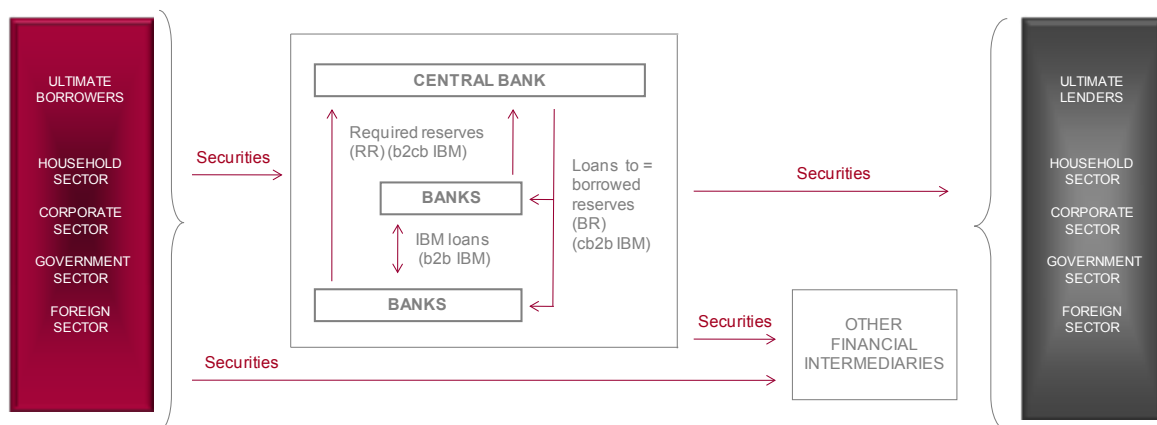 ULTIMATE
BORROWERS
HOUSEHOLD
SECTOR
CORPORATE
SECTOR
GOVERNMENT
SECTOR
FOREIGN
SECTOR
Securities
CENTRAL BANK
Required reserves
(RR) (b2cb IBM)
Loans to =
borrowed
reserves
(BR)
(cb2b IBM)
BANKS
IBM loans
(b2b IBM)
BANKS
Securities
Securities
Securities
OTHER
FINANCIAL
INTERMEDIARIES
ULTIMATE
LENDERS
HOUSEHOLD
SECTOR
CORPORATE
SECTOR
GOVERNMENT
SECTOR
FOREIGN
SECTOR